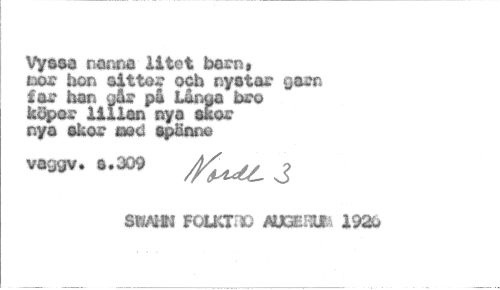 Vyssa nanna litet barn,
mor hon sitter och nystar garn
far han går på Långa bro
köper lillan nya skor
nya skor med spänne
vaggv. s.309
Nordl 3
SWAHN FOLKTRO AUGERUM 1926